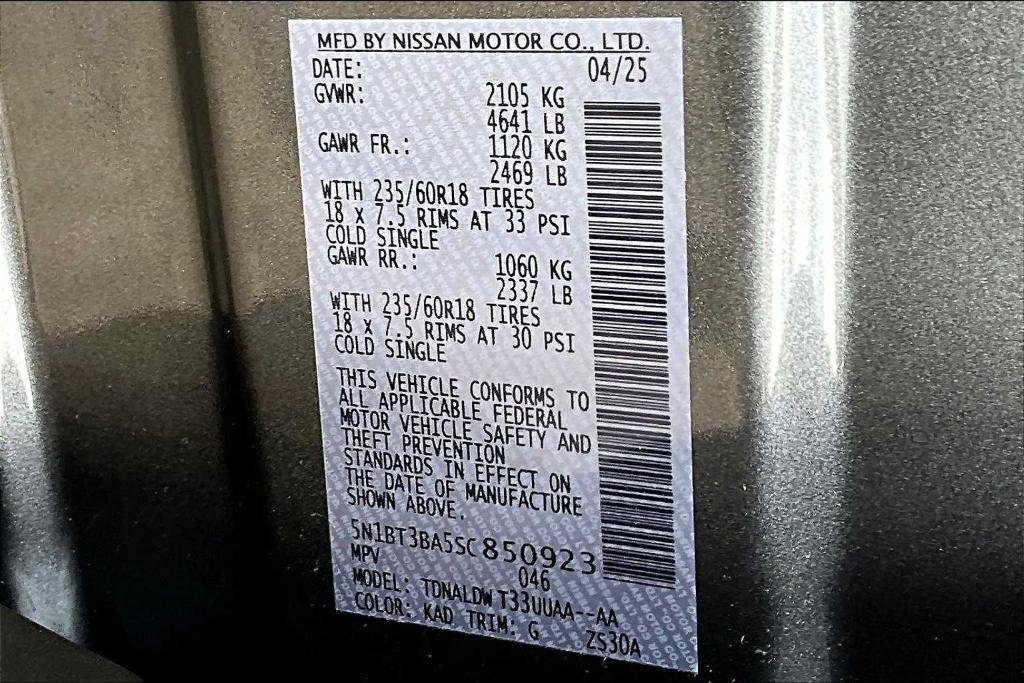 MFD BY NISSAN MOTOR CO., LTD.
DATE: 04/25
GVWR: 2105 KG
4641 LB
GAWR FR.: 1120 KG
2469 LB
WITH 235/60R18 TIRES
18 x 7.5 RIMS AT 33 PSI
COLD SINGLE
GAWR RR.: 1060 KG
2337 LB
WITH 235/60R18 TIRES
18 x 7.5 RIMS AT 30 PSI
COLD SINGLE
THIS VEHICLE CONFORMS TO
ALL APPLICABLE FEDERAL
MOTOR VEHICLE SAFETY AND
THEFT PREVENTION
STANDARDS IN EFFECT ON
THE DATE OF MANUFACTURE
SHOWN ABOVE.
5N1BT3BA5SC850923
MPV 046
MODEL: TDNALDW T33UUAA--AA
COLOR: KAD TRIM: G ZS30A